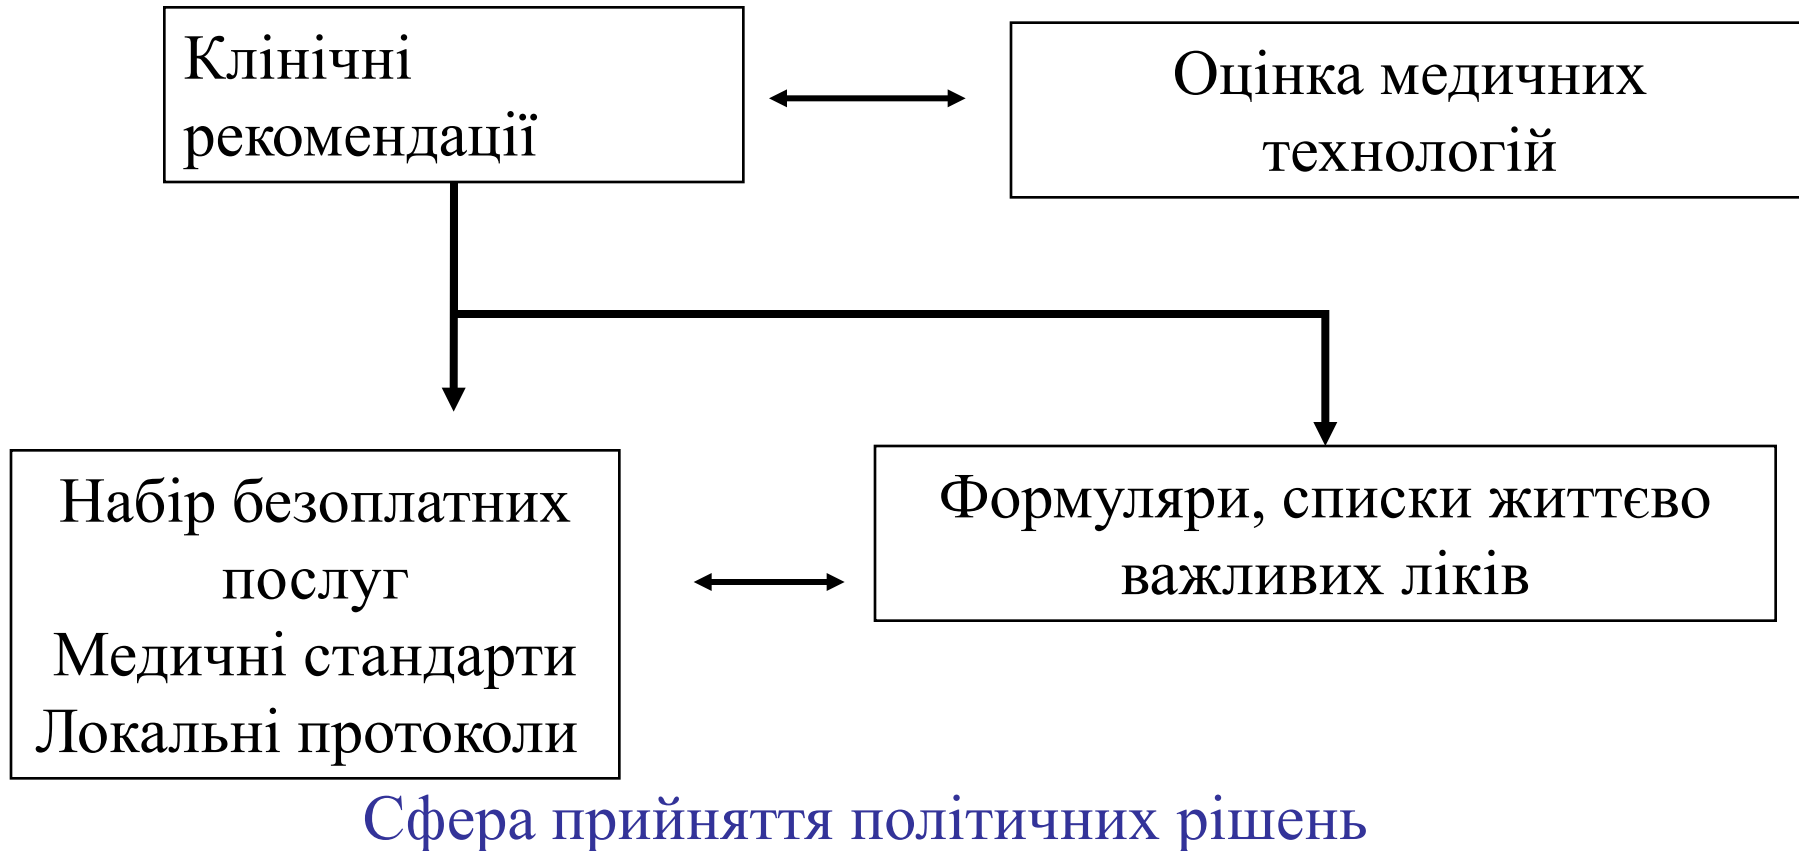 Клінічні
рекомендації
Оцінка медичних
технологій
Набір безоплатних
послуг
Медичні стандарти
Локальні протоколи
Формуляри, списки життєво
важливих ліків
Сфера прийняття політичних рішень